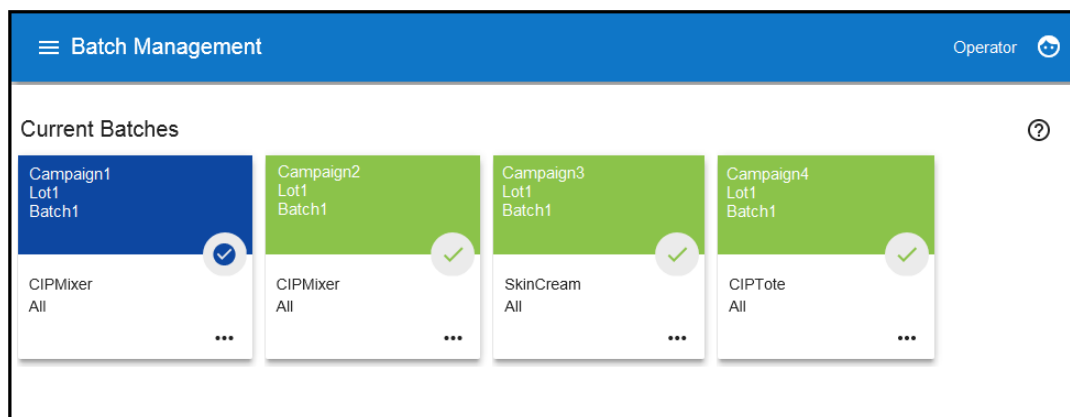 Batch Management
Operator
Current Batches
Campaign1
Lot1
Batch1
CIPMixer
All
Campaign2
Lot1
Batch1
CIPMixer
All
Campaign3
Lot1
Batch1
SkinCream
All
Campaign4
Lot1
Batch1
CIPTote
All